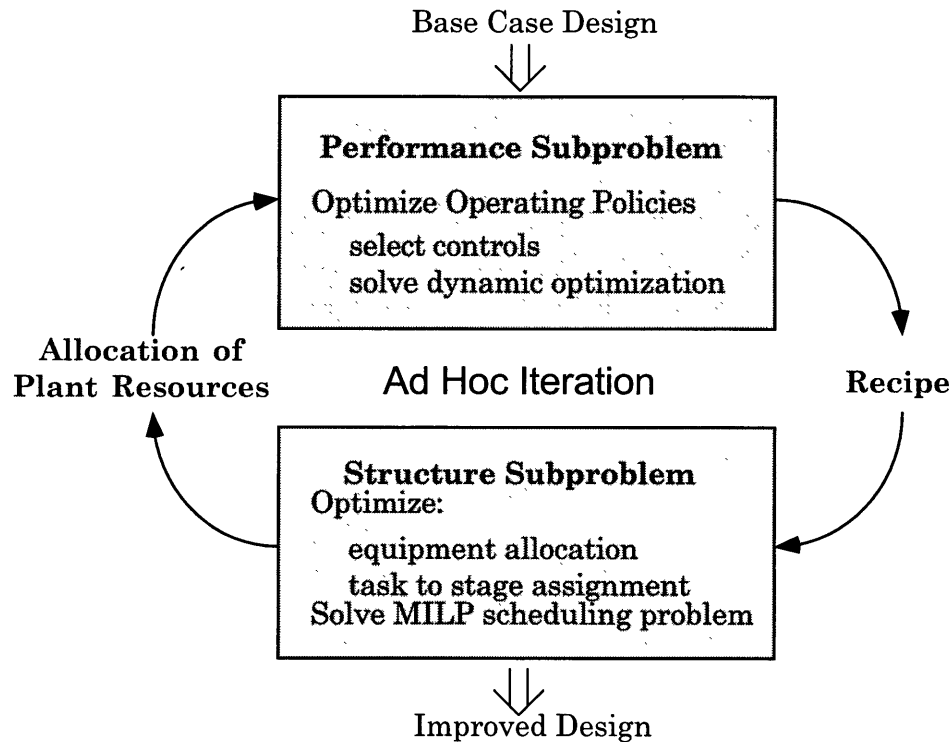 Base Case Design
Performance Subproblem
Optimize Operating Policies
select controls
solve dynamic optimization
Allocation of
Plant Resources
Ad Hoc Iteration
Recipe
Structure Subproblem
Optimize:
equipment allocation
task to stage assignment
Solve MILP scheduling problem
Improved Design